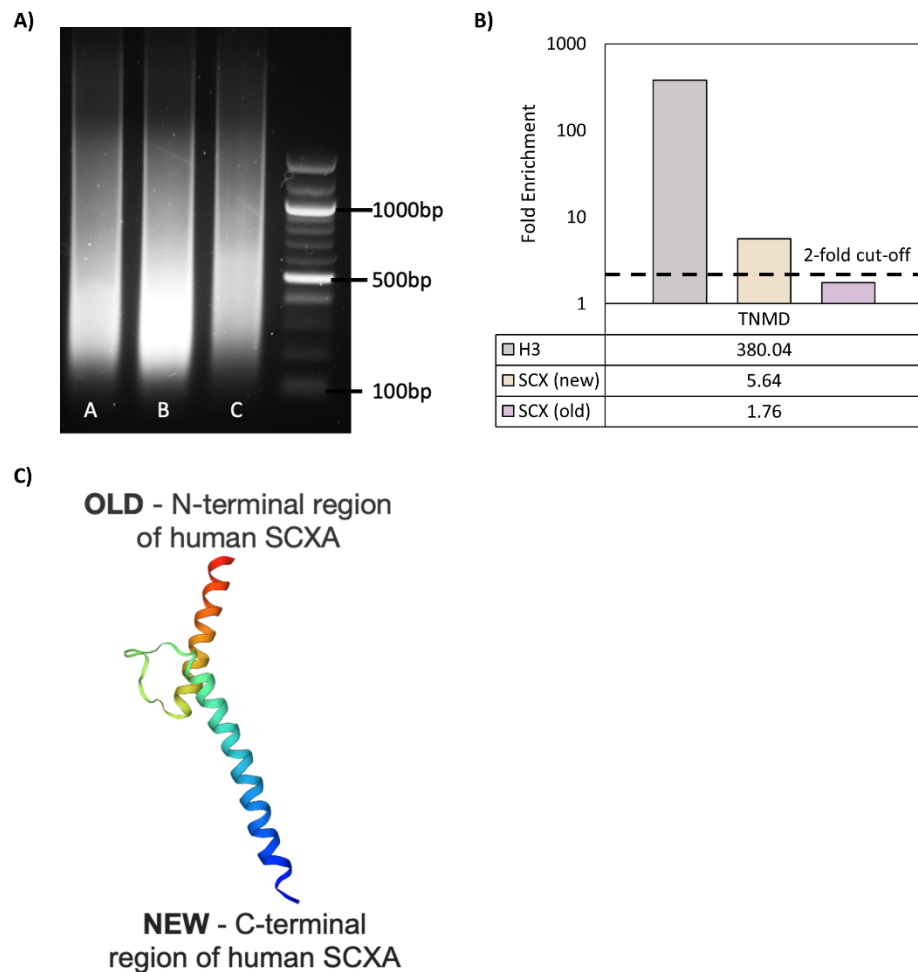 A)
1000bp
500bp
100bp
A B C
B)
1000
100
10
1
Fold Enrichment
2-fold cut-off
TNMD
H3 380.04
SCX (new) 5.64
SCX (old) 1.76
C)
OLD - N-terminal region
of human SCXA
NEW - C-terminal
region of human SCXA